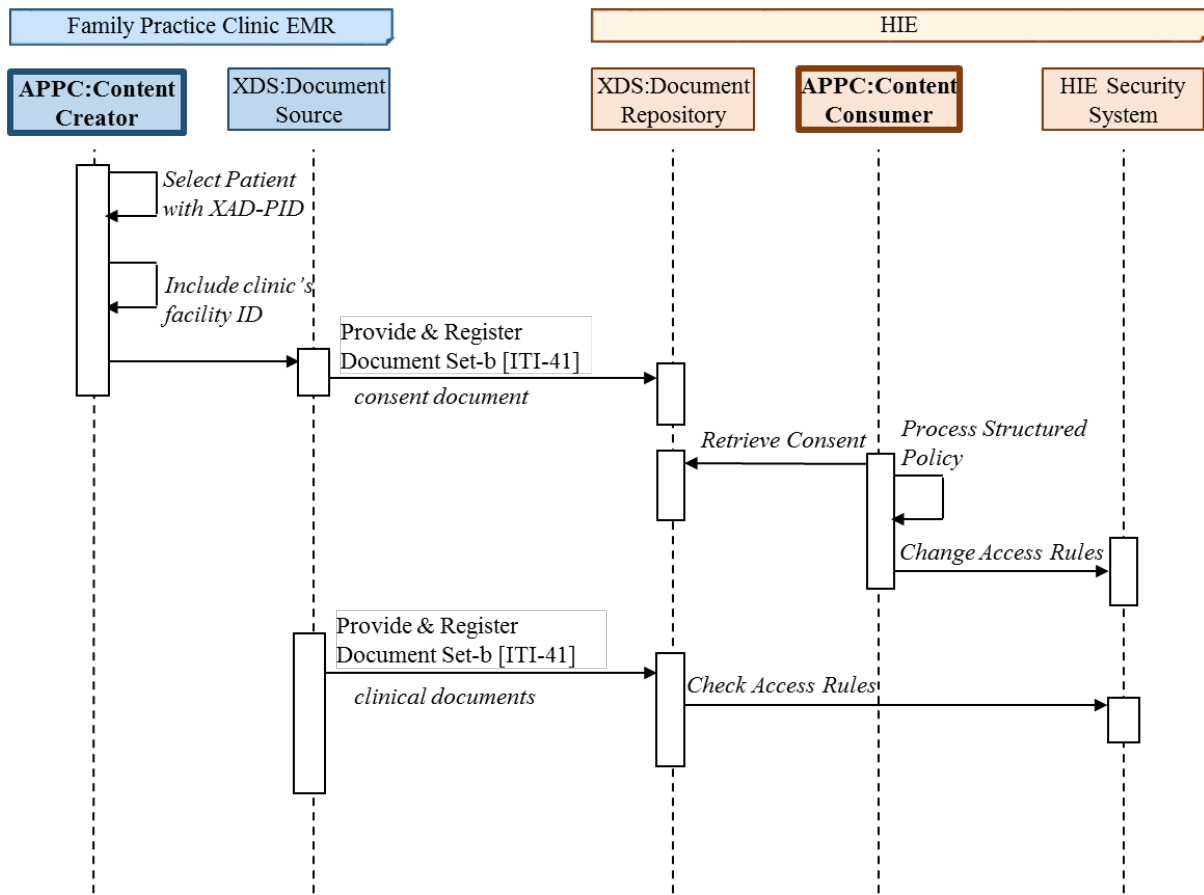 Family Practice Clinic EMR
HIE
APPC:Content
Creator
XDS:Document
Source
XDS:Document
Repository
APPC:Content
Consumer
HIE Security
System
Select Patient
with XAD-PID
Include clinic’s
facility ID
Provide & Register
Document Set-b [ITI-41]
consent document
Retrieve Consent
Process Structured
Policy
Change Access Rules
Provide & Register
Document Set-b [ITI-41]
clinical documents
Check Access Rules